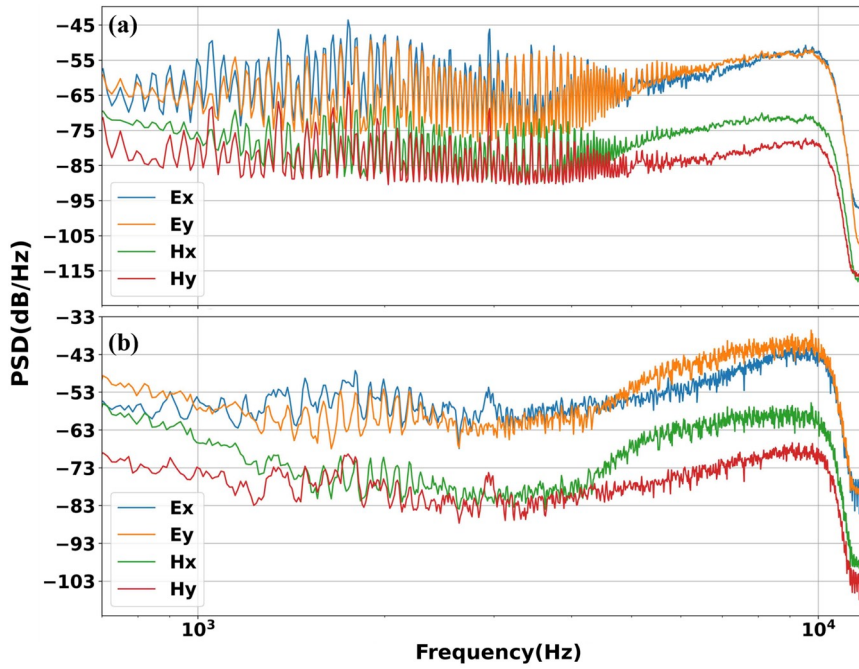 (a)
−45
−55
−65
−75
−85
−95
−105
−115
Ex
Ey
Hx
Hy
PSD(dB/Hz)
(b)
−33
−43
−53
−63
−73
−83
−93
−103
Ex
Ey
Hx
Hy
10³ 10⁴
Frequency(Hz)